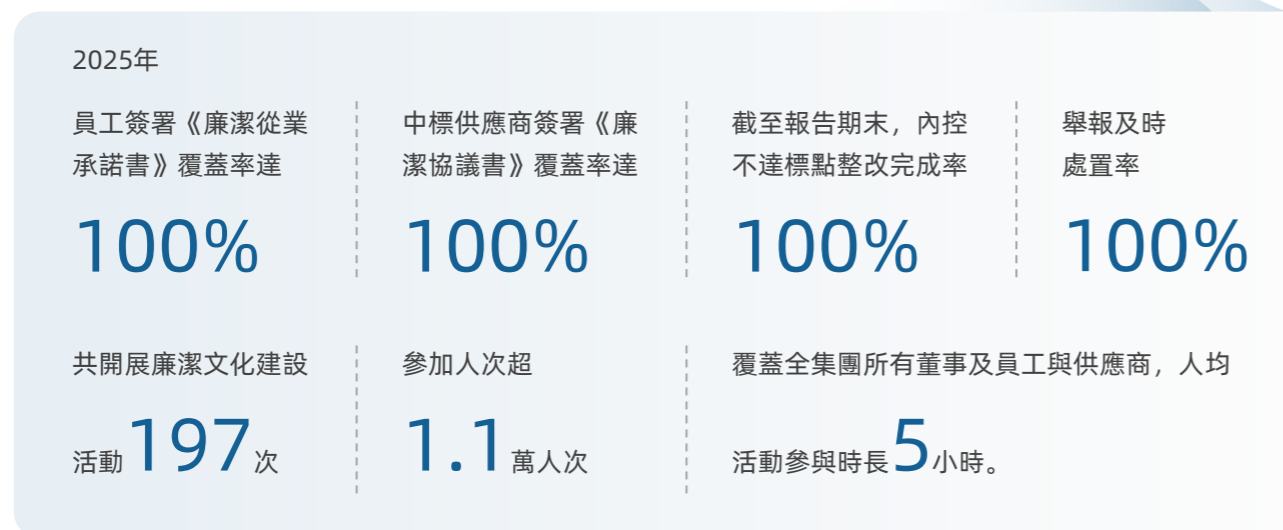 2025年
員工簽署《廉潔從業
承諾書》覆蓋率達
100%
中標供應商簽署《廉
潔協議書》覆蓋率達
100%
截至報告期末，內控
不達標點整改完成率
100%
舉報及時
處置率
100%
共開展廉潔文化建設
活動197次
參加人次超
1.1萬人次
覆蓋全集團所有董事及員工與供應商，人均
活動參與時長5小時。